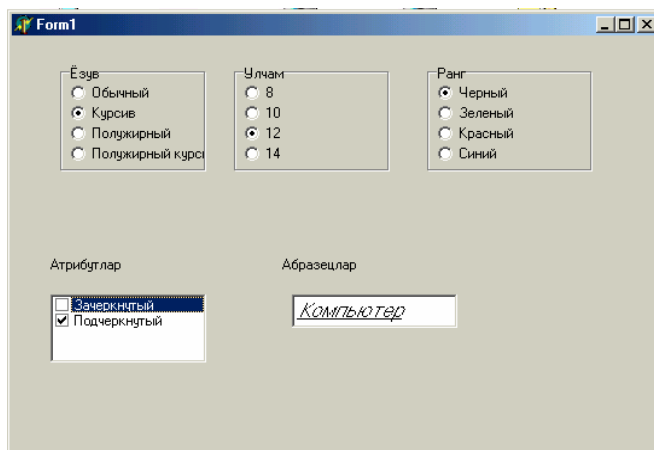 Form1
Ёзув
Обычный
Курсив
Полужирный
Полужирный курси
Улчам
8
10
12
14
Ранг
Черный
Зеленый
Красный
Синий
Атрибутлар
Зачеркнутый
Подчеркнутый
Абразецлар
Компьютер